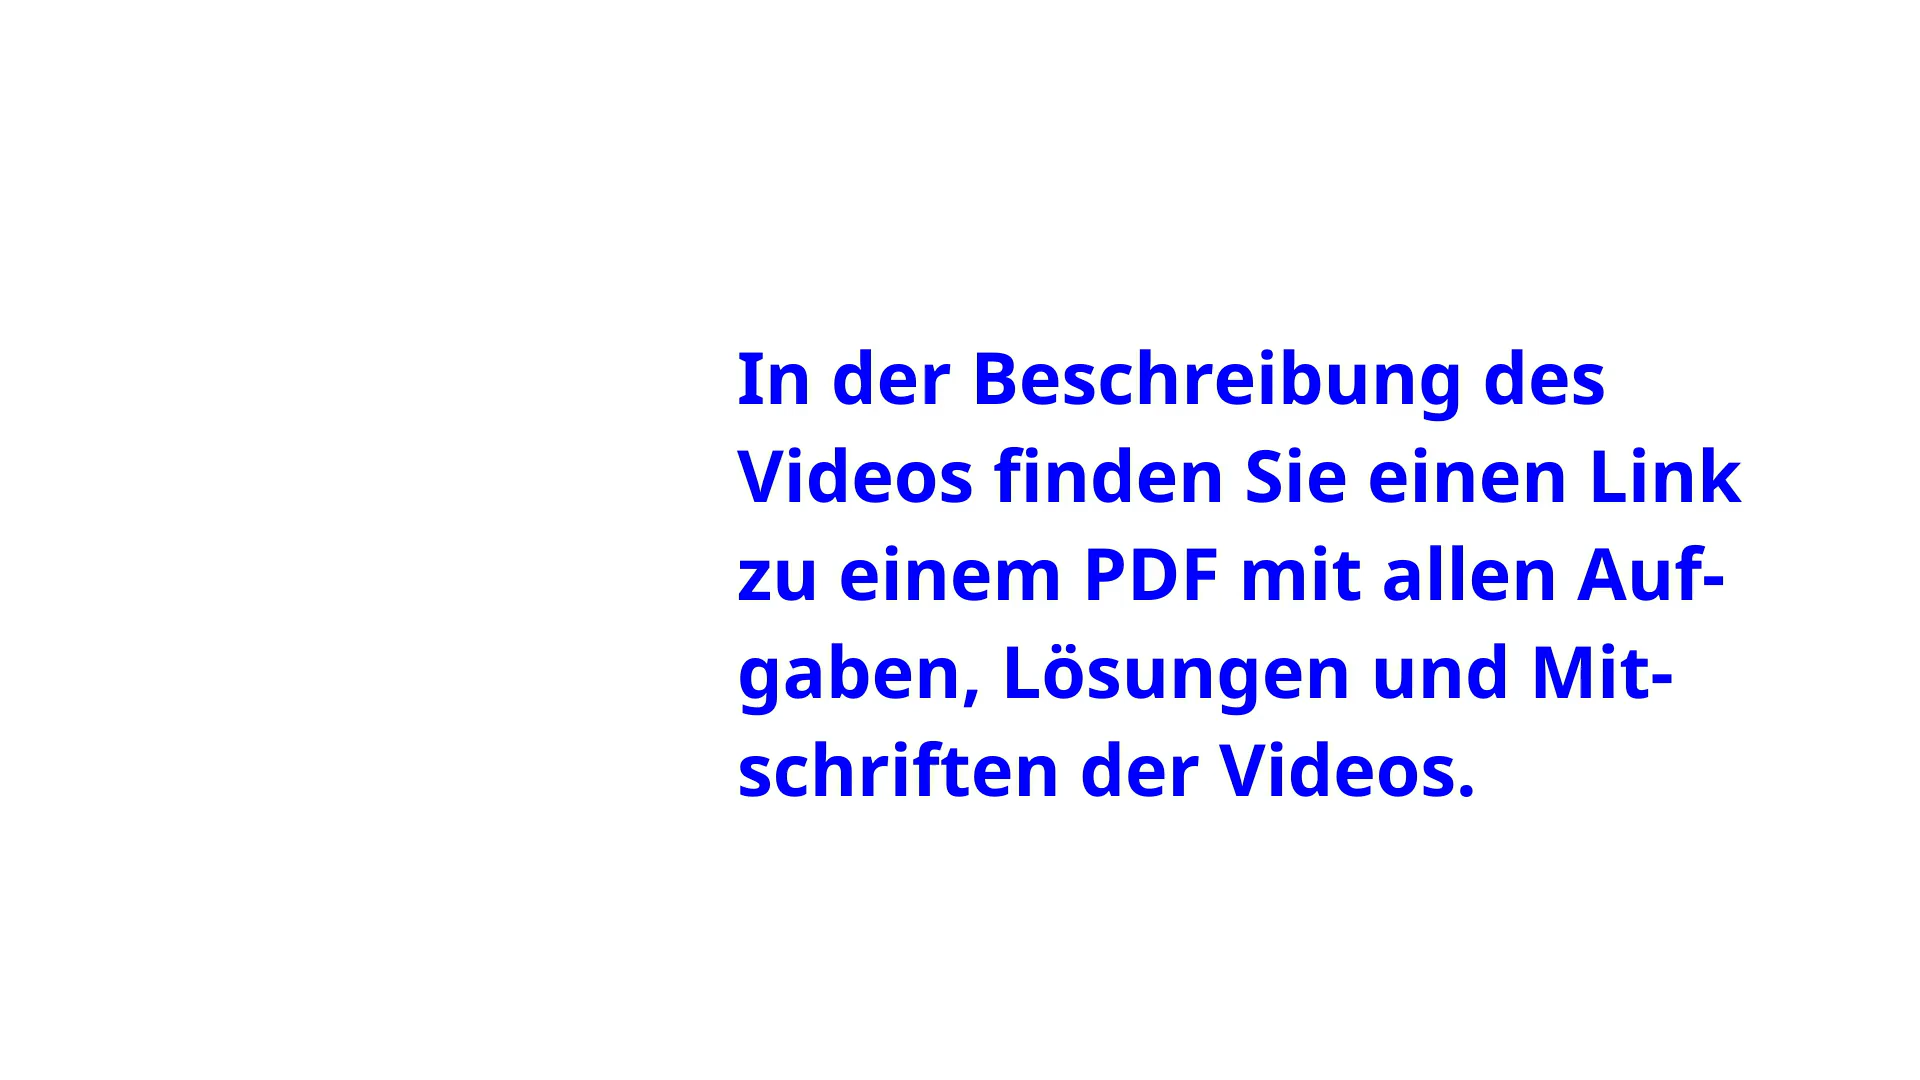 In der Beschreibung des
Videos finden Sie einen Link
zu einem PDF mit allen Auf-
gaben, Lösungen und Mit-
schriften der Videos.